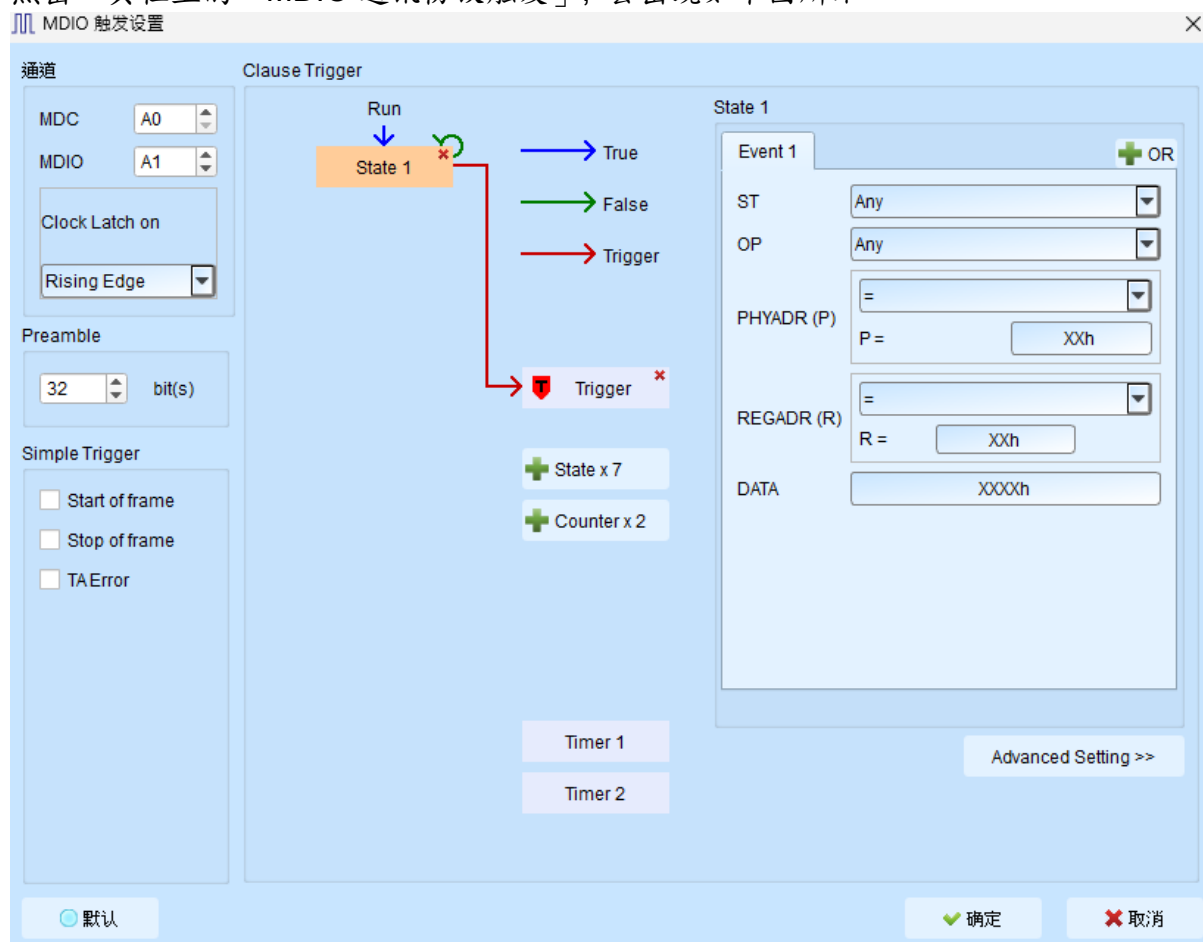 MDIO 触发设置
通道
MDC A0
MDIO A1
Clock Latch on
Rising Edge
Preamble
32 bit(s)
Simple Trigger
Start of frame
Stop of frame
TA Error
Clause Trigger
Run
State 1
True
False
Trigger
T Trigger
State x 7
Counter x 2
Timer 1
Timer 2
State 1
Event 1
OR
ST Any
OP Any
PHYADR (P) =
P = XXh
REGADR (R) =
R = XXh
DATA XXXXh
Advanced Setting >>
默认
确定
取消